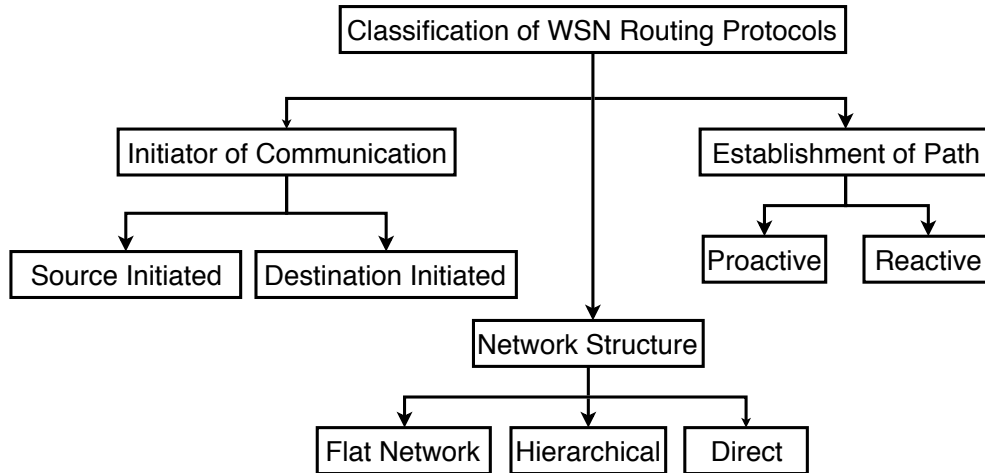 Classification of WSN Routing Protocols
Initiator of Communication
Establishment of Path
Source Initiated
Destination Initiated
Proactive
Reactive
Network Structure
Flat Network
Hierarchical
Direct